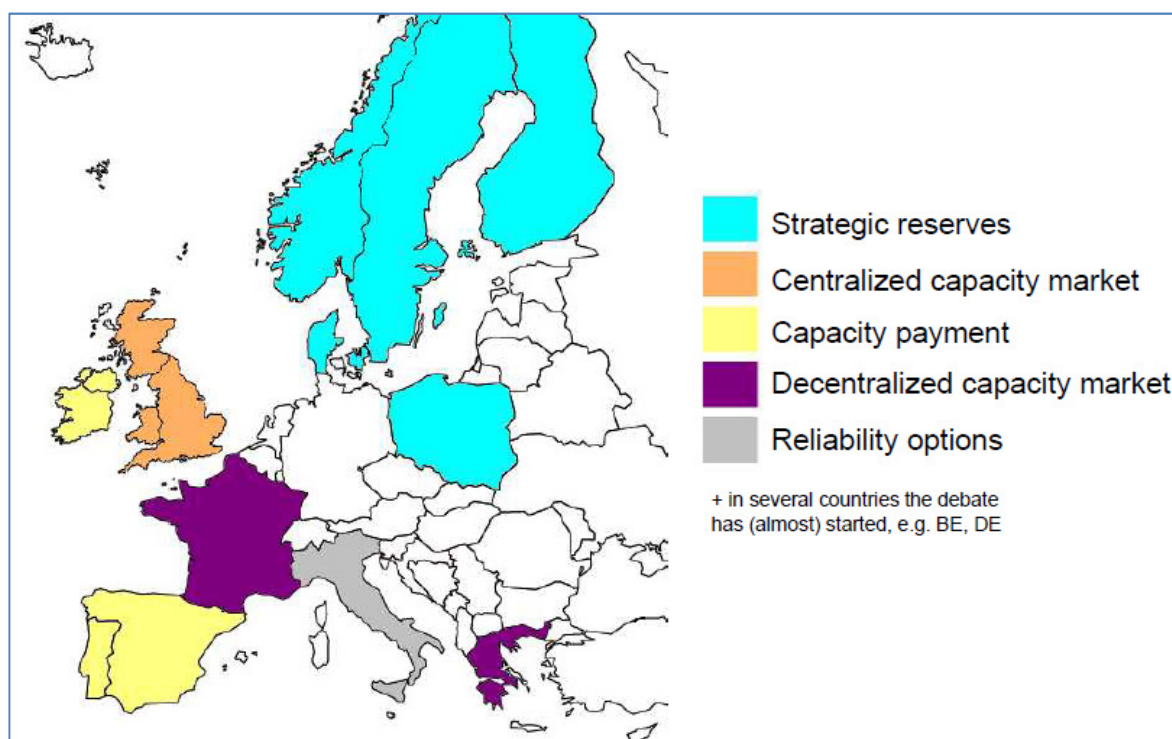 Strategic reserves
Centralized capacity market
Capacity payment
Decentralized capacity market
Reliability options
+ in several countries the debate
has (almost) started, e.g. BE, DE